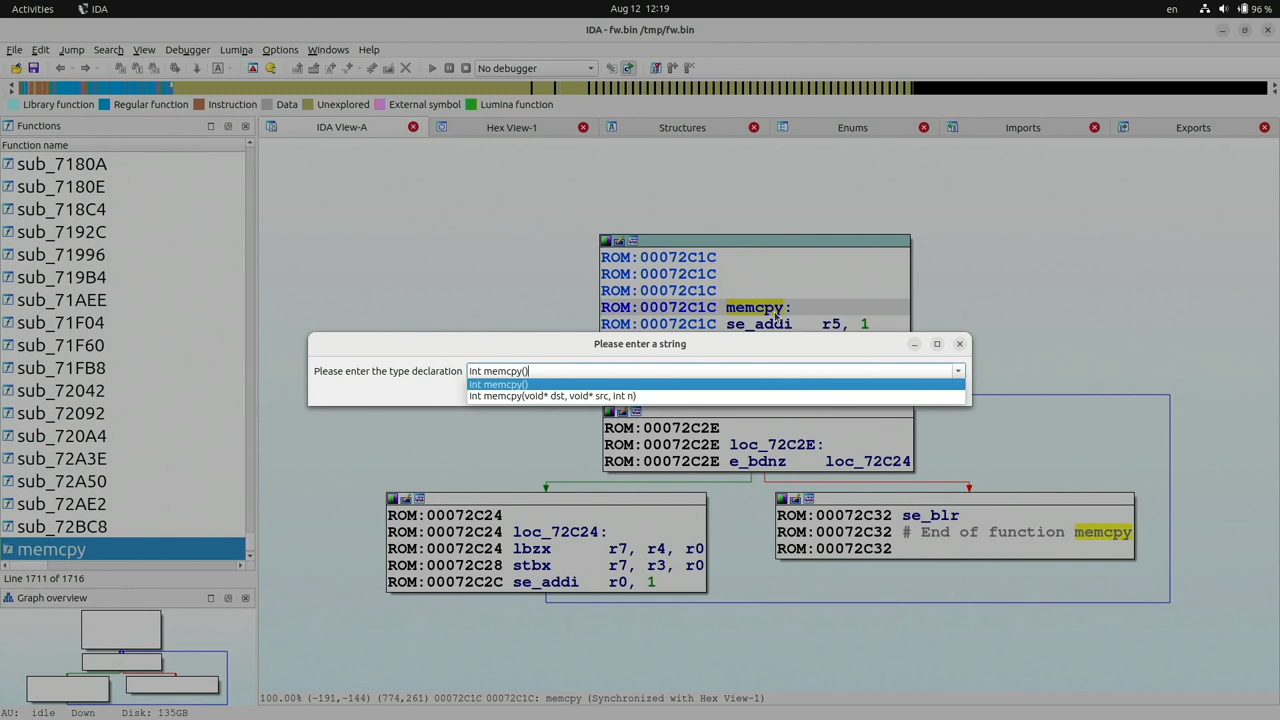 Activities IDA Aug 12 12:19 en 96 %
IDA - fw.bin /tmp/fw.bin
File Edit Jump Search View Debugger Lumina Options Windows Help
No debugger
Library function Regular function Instruction Data Unexplored External symbol Lumina function
Functions
IDA View-A Hex View-1 Structures Enums Imports Exports
Function name
sub_7180A
sub_7180E
sub_718C4
sub_7192C
sub_71996
sub_719B4
sub_71AEE
sub_71F04
sub_71F60
sub_71FB8
sub_72042
sub_72092
sub_720A4
sub_72A3E
sub_72A50
sub_72AE2
sub_72BC8
memcpy
Line 1711 of 1716
Graph overview
ROM:00072C1C
ROM:00072C1C
ROM:00072C1C
ROM:00072C1C memcpy:
ROM:00072C1C se_addi r5, 1
Please enter a string
Please enter the type declaration int memcpy()
int memcpy()
int memcpy(void* dst, void* src, int n)
ROM:00072C2E
ROM:00072C2E loc_72C2E:
ROM:00072C2E e_bdnz loc_72C24
ROM:00072C24
ROM:00072C24 loc_72C24:
ROM:00072C24 lbzx r7, r4, r0
ROM:00072C28 stbx r7, r3, r0
ROM:00072C2C se_addi r0, 1
ROM:00072C32 se_blr
ROM:00072C32 # End of function memcpy
ROM:00072C32
100.00% (-191,-144) (774,261) 00072C1C 00072C1C: memcpy (Synchronized with Hex View-1)
AU: idle Down Disk: 135GB